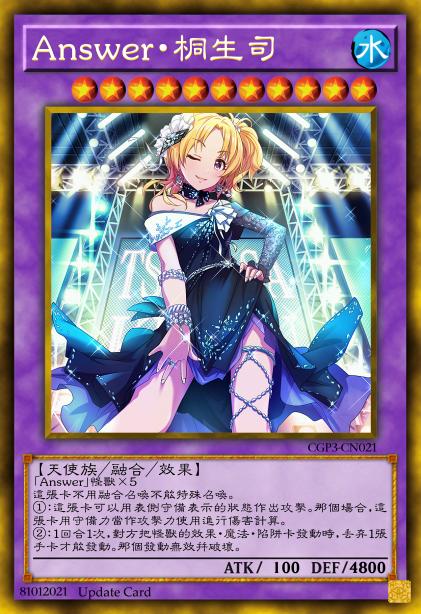 Answer・桐生司
水
CGP3-CN021
【天使族/融合/效果】
「Answer」怪獸×5
這張卡不用融合召喚不能特殊召喚。
①:這張卡可以用表側守備表示的狀態作出攻擊。那個場合,這
張卡用守備力當作攻擊力使用進行傷害計算。
②:1回合1次,對方把怪獸的效果·魔法·陷阱卡發動時,丟棄1張
手卡才能發動。那個發動無效并破壞。
ATK/ 100 DEF/4800
81012021 Update Card